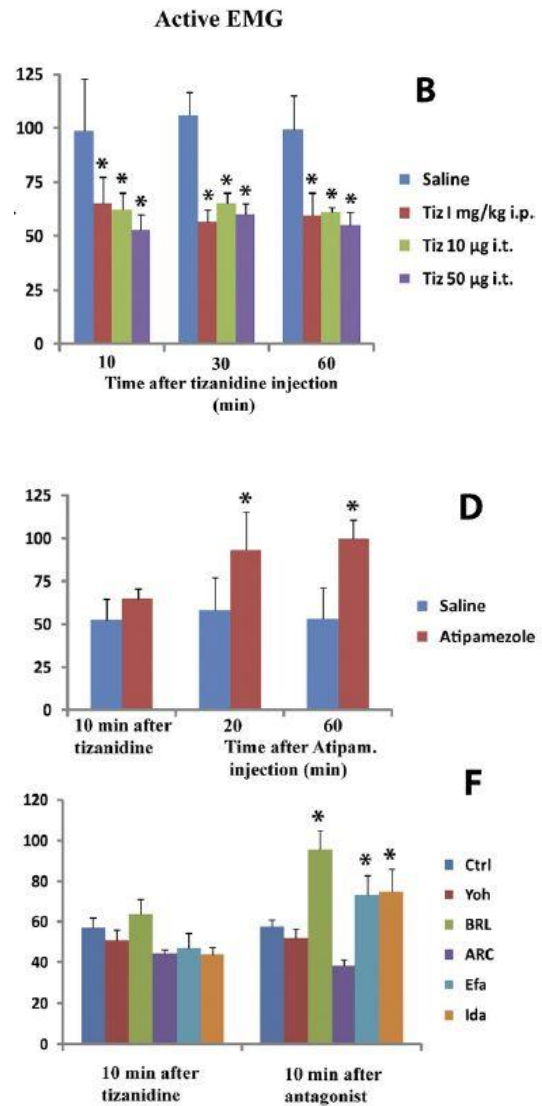 Active EMG
B
125
100
75
50
25
0
* * *
* * *
* * *
10 30 60
Time after tizanidine injection
(min)
Saline
Tiz I mg/kg i.p.
Tiz 10 µg i.t.
Tiz 50 µg i.t.
D
125
100
75
50
25
0
* *
10 min after
tizanidine
20 60
Time after Atipam.
injection (min)
Saline
Atipamezole
F
120
100
80
60
40
20
0
* * *
10 min after
tizanidine
10 min after
antagonist
Ctrl
Yoh
BRL
ARC
Efa
Ida